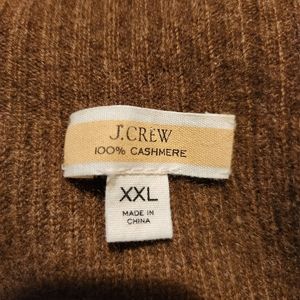 J.CREW
100% CASHMERE
XXL
MADE IN
CHINA